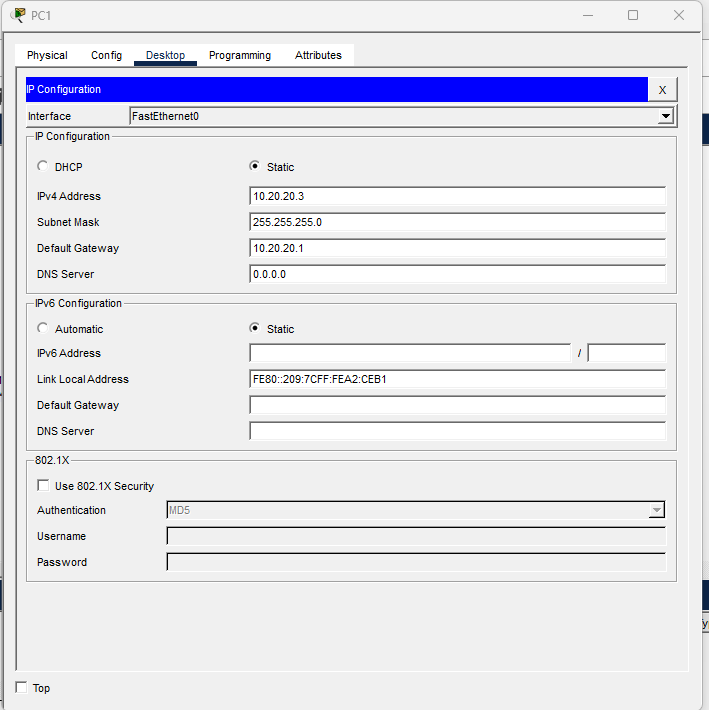 PC1
Physical Config Desktop Programming Attributes
IP Configuration X
Interface FastEthernet0
IP Configuration
DHCP Static
IPv4 Address 10.20.20.3
Subnet Mask 255.255.255.0
Default Gateway 10.20.20.1
DNS Server 0.0.0.0
IPv6 Configuration
Automatic Static
IPv6 Address /
Link Local Address FE80::209:7CFF:FEA2:CEB1
Default Gateway
DNS Server
802.1X
Use 802.1X Security
Authentication MD5
Username
Password
Top